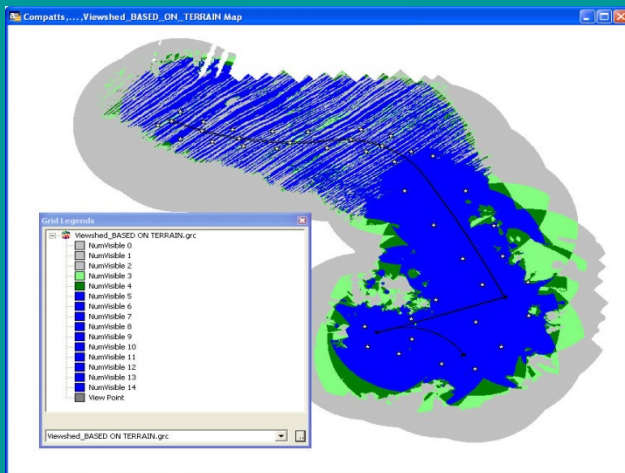 Compatts,... ,Viewshed_BASED_ON_TERRAIN Map
Grid Legends
Viewshed_BASED ON TERRAIN.grc
NumVisible 0
NumVisible 1
NumVisible 2
NumVisible 3
NumVisible 4
NumVisible 5
NumVisible 6
NumVisible 7
NumVisible 8
NumVisible 9
NumVisible 10
NumVisible 11
NumVisible 12
NumVisible 13
NumVisible 14
View Point
Viewshed_BASED ON TERRAIN.grc
...